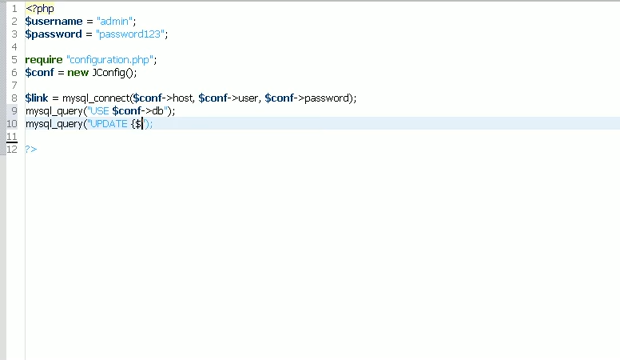 1 <?php
2 $username = "admin";
3 $password = "password123";
4
5 require "configuration.php";
6 $conf = new JConfig();
7
8 $link = mysql_connect($conf->host, $conf->user, $conf->password);
9 mysql_query("USE $conf->db");
10 mysql_query("UPDATE {$");
11
12 ?>